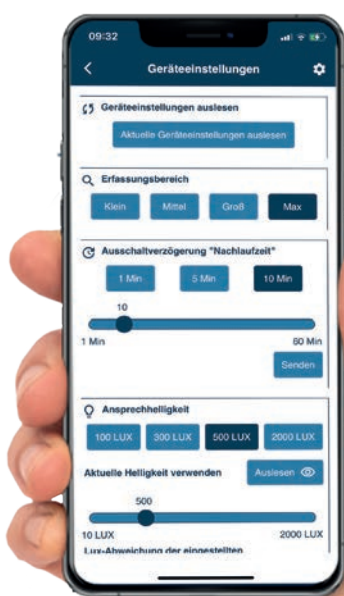 09:32
Geräteeinstellungen
Geräteeinstellungen auslesen
Aktuelle Geräteeinstellungen auslesen
Erfassungsbereich
Klein Mittel Groß Max
Ausschaltverzögerung "Nachlaufzeit"
1 Min 5 Min 10 Min
10
1 Min 60 Min
Senden
Ansprechhelligkeit
100 LUX 300 LUX 500 LUX 2000 LUX
Aktuelle Helligkeit verwenden Auslesen
500
10 LUX 2000 LUX
Lux-Abweichung der eingestellten